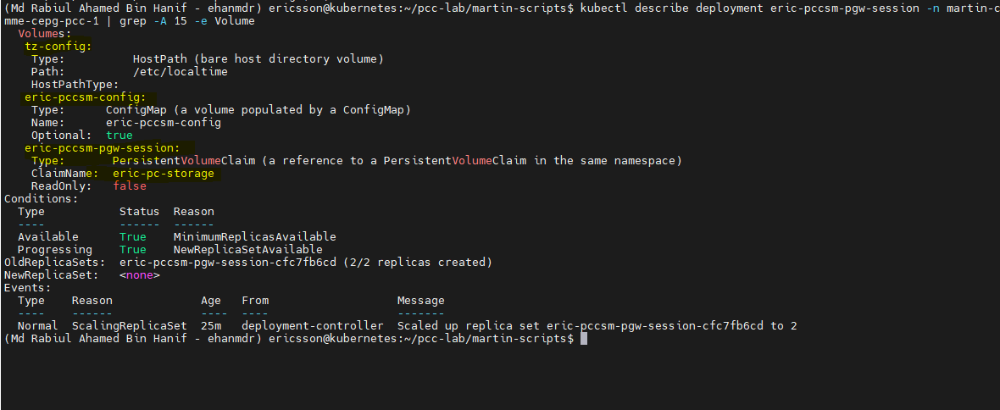 (Md Rabiul Ahamed Bin Hanif - ehanmdr) ericsson@kubernetes:~/pcc-lab/martin-scripts$ kubectl describe deployment eric-pccsm-pgw-session -n martin-c
mme-cepg-pcc-1 | grep -A 15 -e Volume
  Volumes:
   tz-config:
    Type:          HostPath (bare host directory volume)
    Path:          /etc/localtime
    HostPathType:
   eric-pccsm-config:
    Type:      ConfigMap (a volume populated by a ConfigMap)
    Name:      eric-pccsm-config
    Optional:  true
   eric-pccsm-pgw-session:
    Type:       PersistentVolumeClaim (a reference to a PersistentVolumeClaim in the same namespace)
    ClaimName:  eric-pc-storage
    ReadOnly:   false
Conditions:
  Type           Status  Reason
  ----           ------  ------
  Available      True    MinimumReplicasAvailable
  Progressing    True    NewReplicaSetAvailable
OldReplicaSets:  eric-pccsm-pgw-session-cfc7fb6cd (2/2 replicas created)
NewReplicaSet:   <none>
Events:
  Type    Reason             Age   From                   Message
  ----    ------             ----  ----                   -------
  Normal  ScalingReplicaSet  25m   deployment-controller  Scaled up replica set eric-pccsm-pgw-session-cfc7fb6cd to 2
(Md Rabiul Ahamed Bin Hanif - ehanmdr) ericsson@kubernetes:~/pcc-lab/martin-scripts$